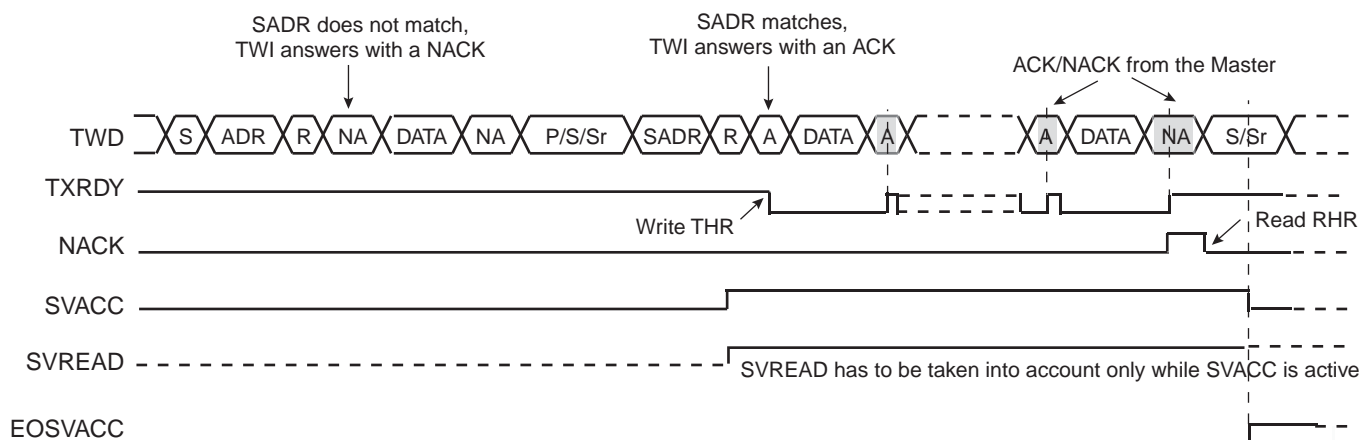 SADR does not match,
TWI answers with a NACK
SADR matches,
TWI answers with an ACK
ACK/NACK from the Master
TWD S ADR R NA DATA NA P/S/Sr SADR R A DATA A A DATA NA S/Sr
TXRDY
Write THR
Read RHR
NACK
SVACC
SVREAD
SVREAD has to be taken into account only while SVACC is active
EOSVACC